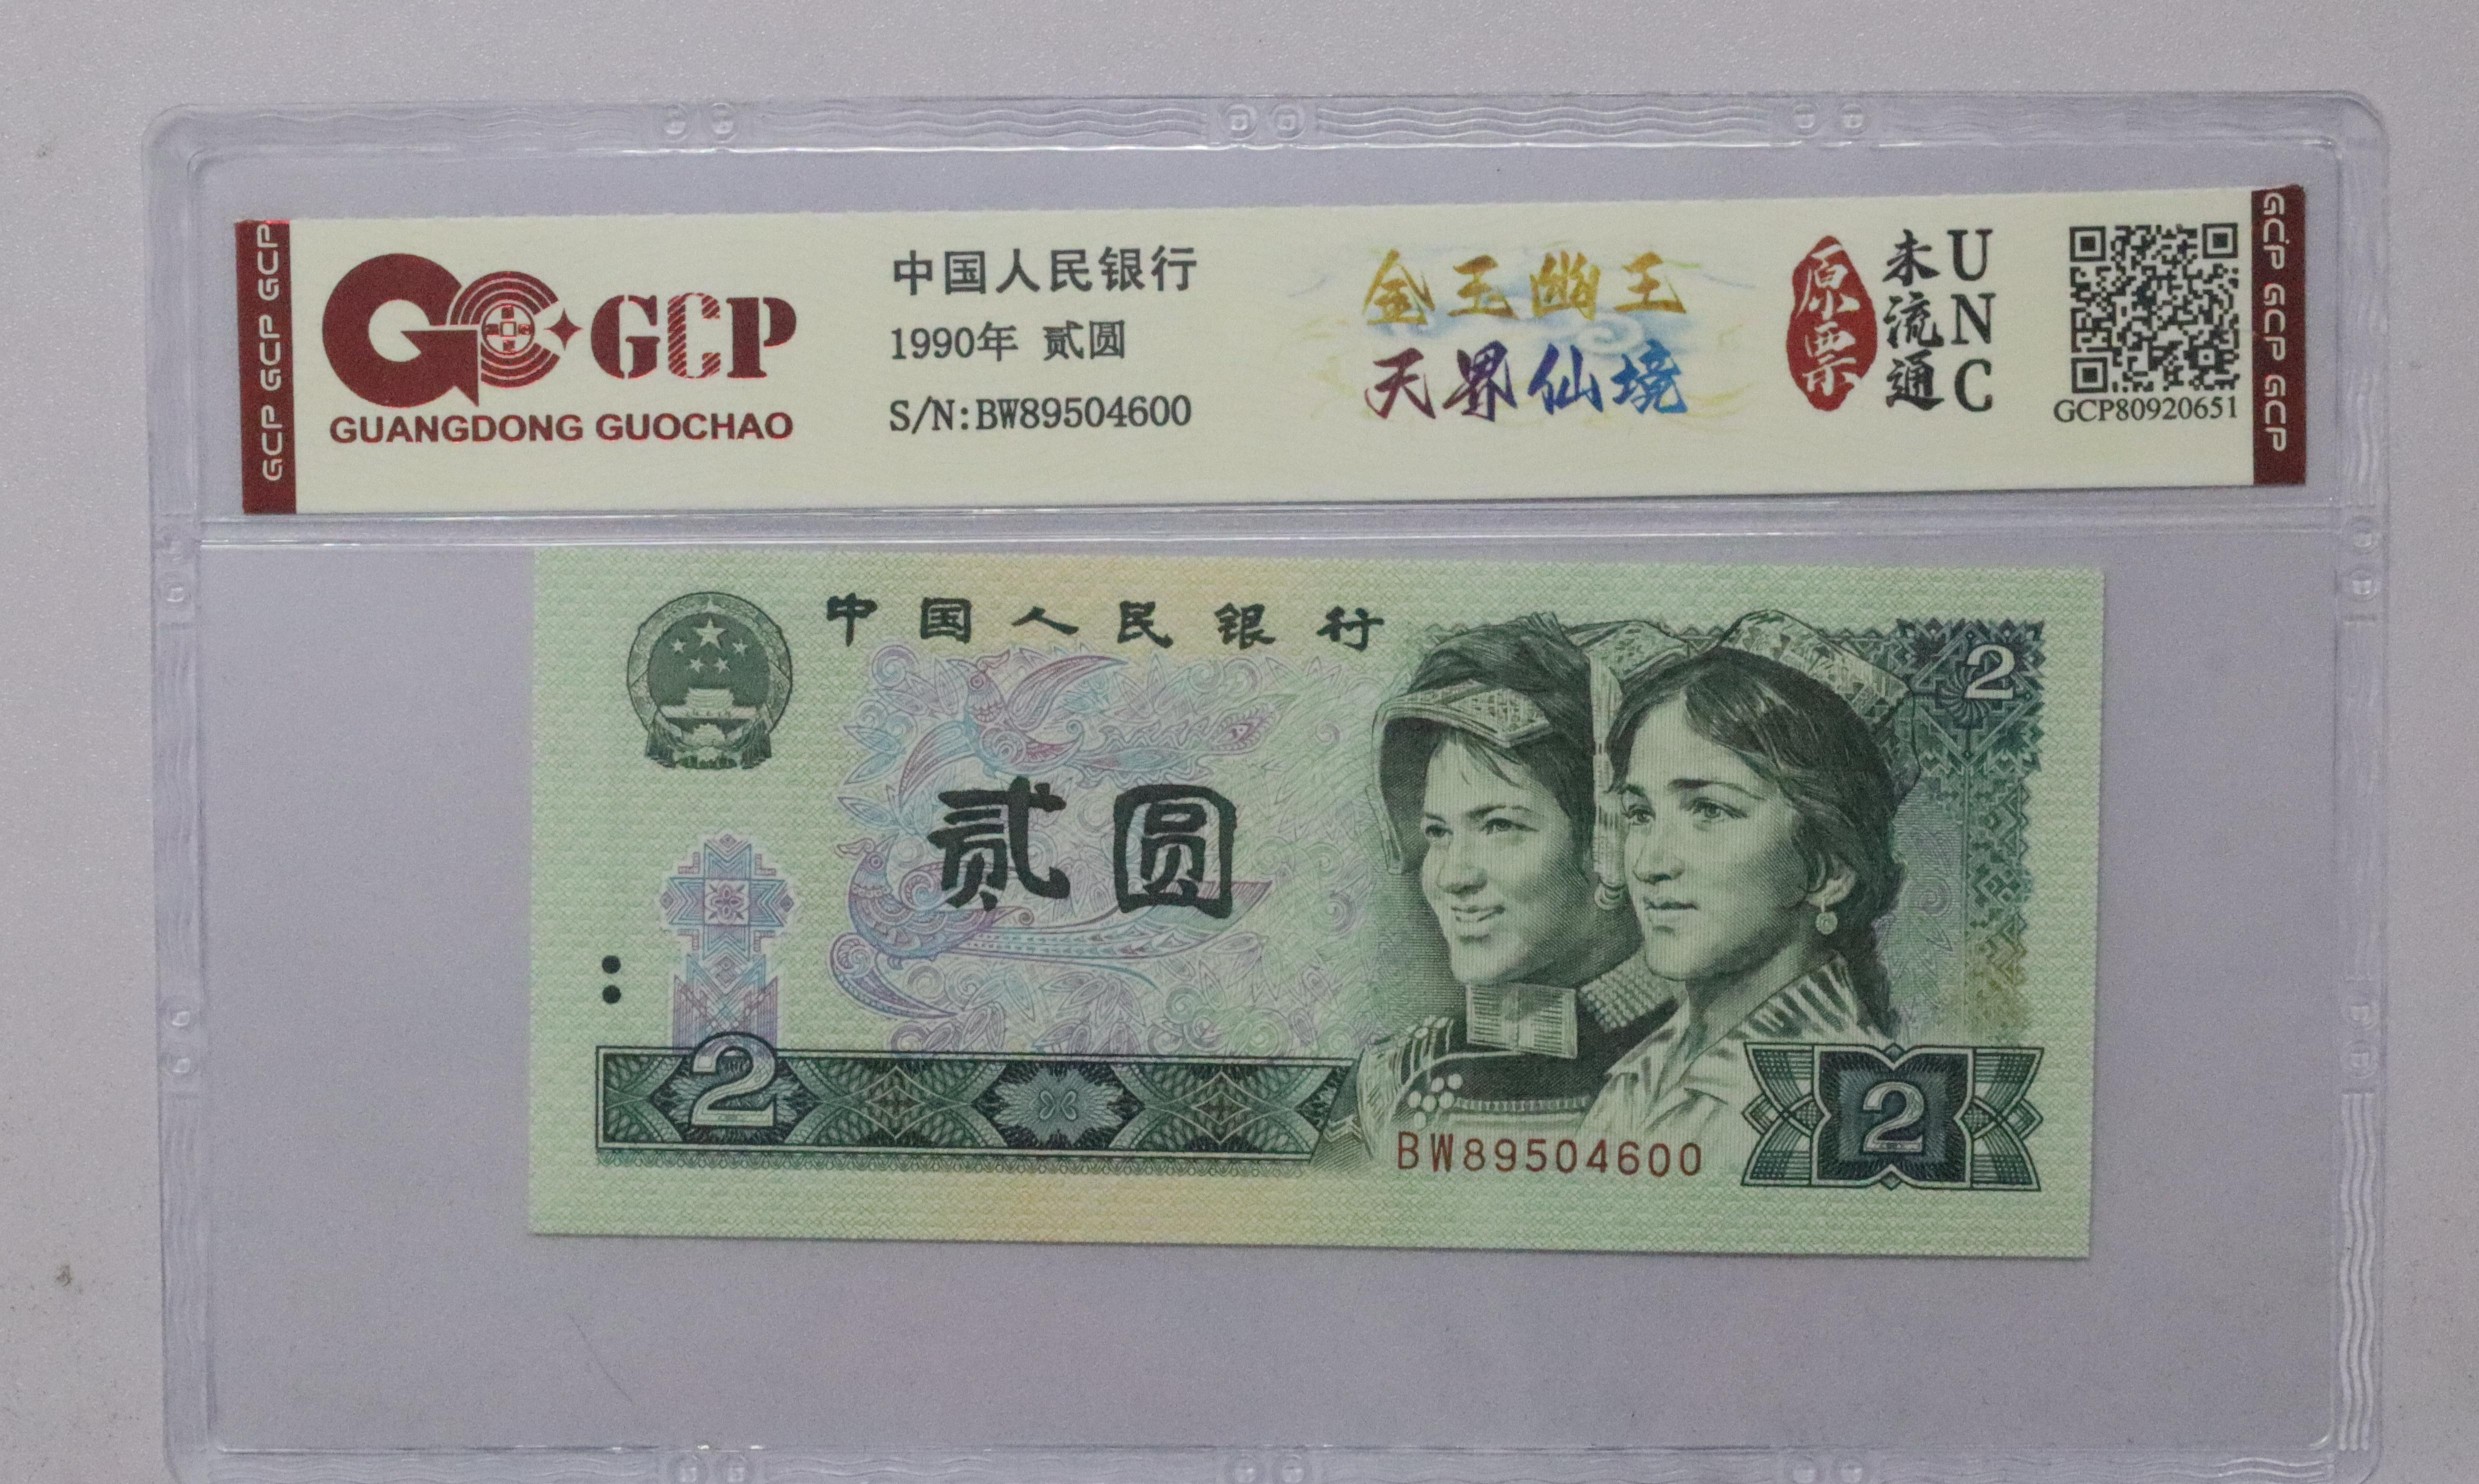 GCP GCP GCP
GCP
GUANGDONG GUOCHAO
中国人民银行
1990年 贰圆
S/N:BW89504600
金玉幽王
天界仙境
原票
未流通
UNC
GCP80920651
GCP GCP GCP
中国人民银行
2
贰圆
2
BW89504600
2